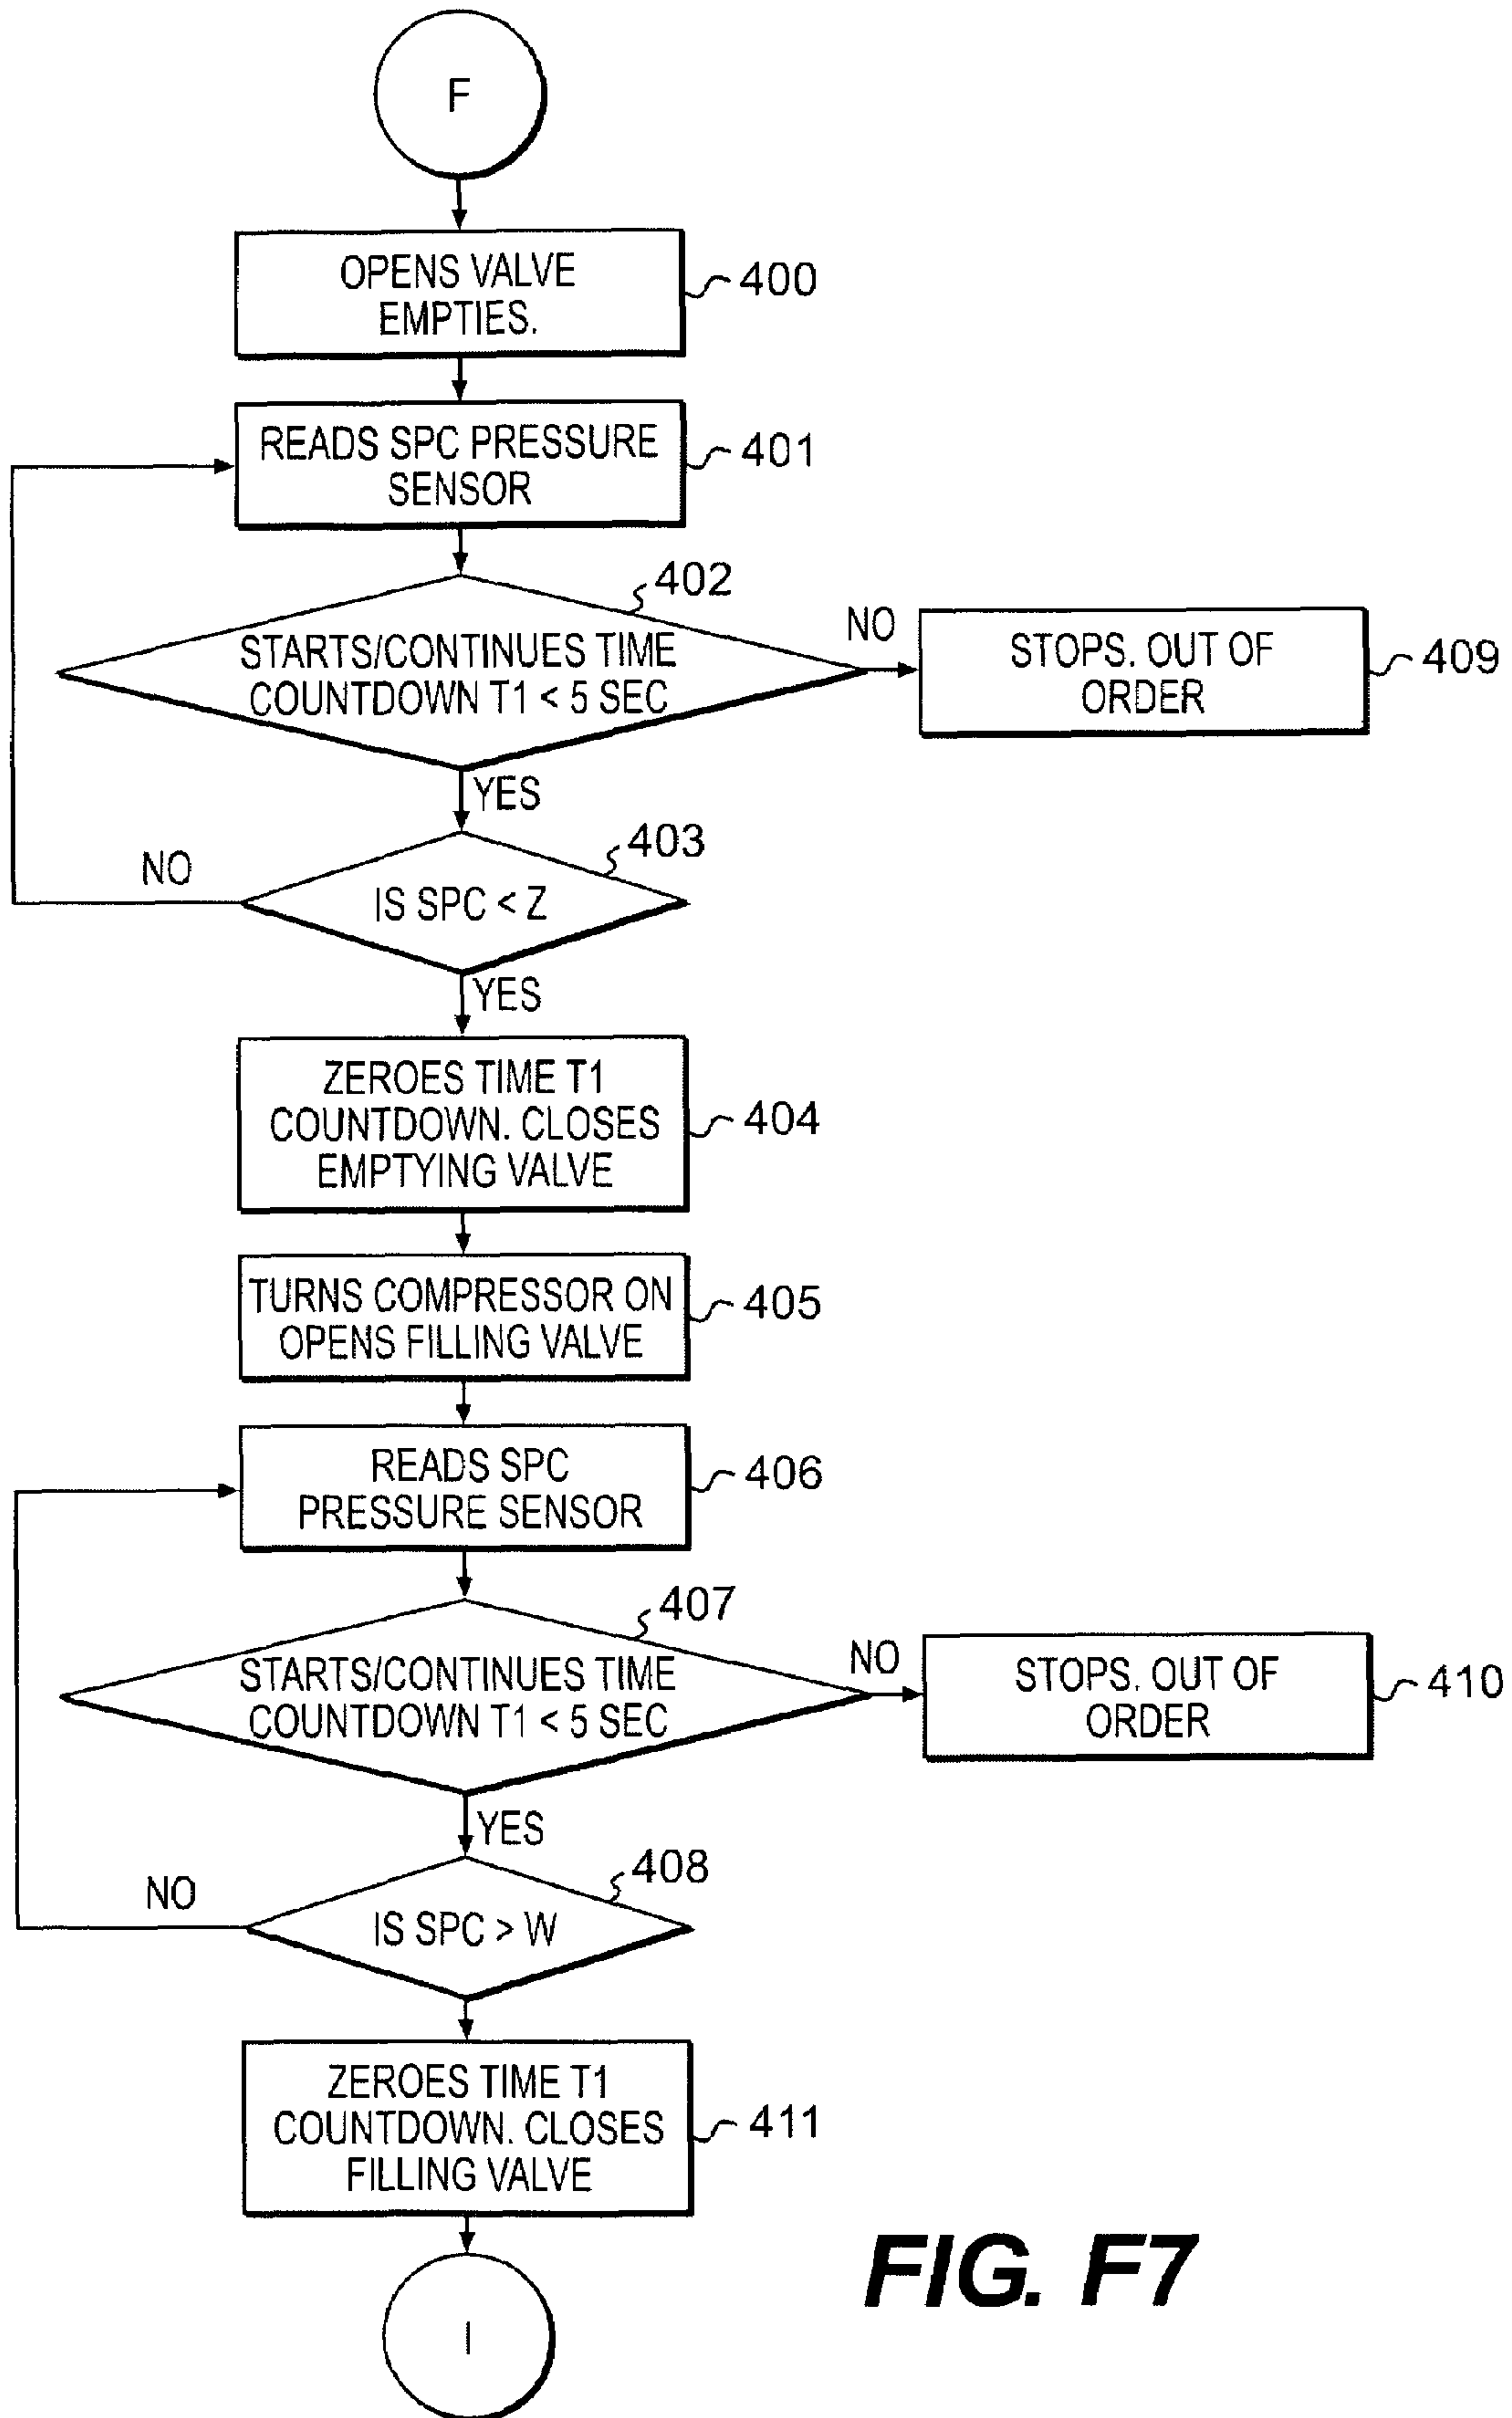 F
OPENS VALVE
EMPTIES.
400
READS SPC PRESSURE
SENSOR
401
402
STARTS/CONTINUES TIME
COUNTDOWN T1 < 5 SEC
NO
STOPS. OUT OF
ORDER
409
YES
403
NO
IS SPC < Z
YES
ZEROES TIME T1
COUNTDOWN. CLOSES
EMPTYING VALVE
404
TURNS COMPRESSOR ON
OPENS FILLING VALVE
405
READS SPC
PRESSURE SENSOR
406
407
STARTS/CONTINUES TIME
COUNTDOWN T1 < 5 SEC
NO
STOPS. OUT OF
ORDER
410
YES
408
NO
IS SPC > W
ZEROES TIME T1
COUNTDOWN. CLOSES
FILLING VALVE
411
I
FIG. F7